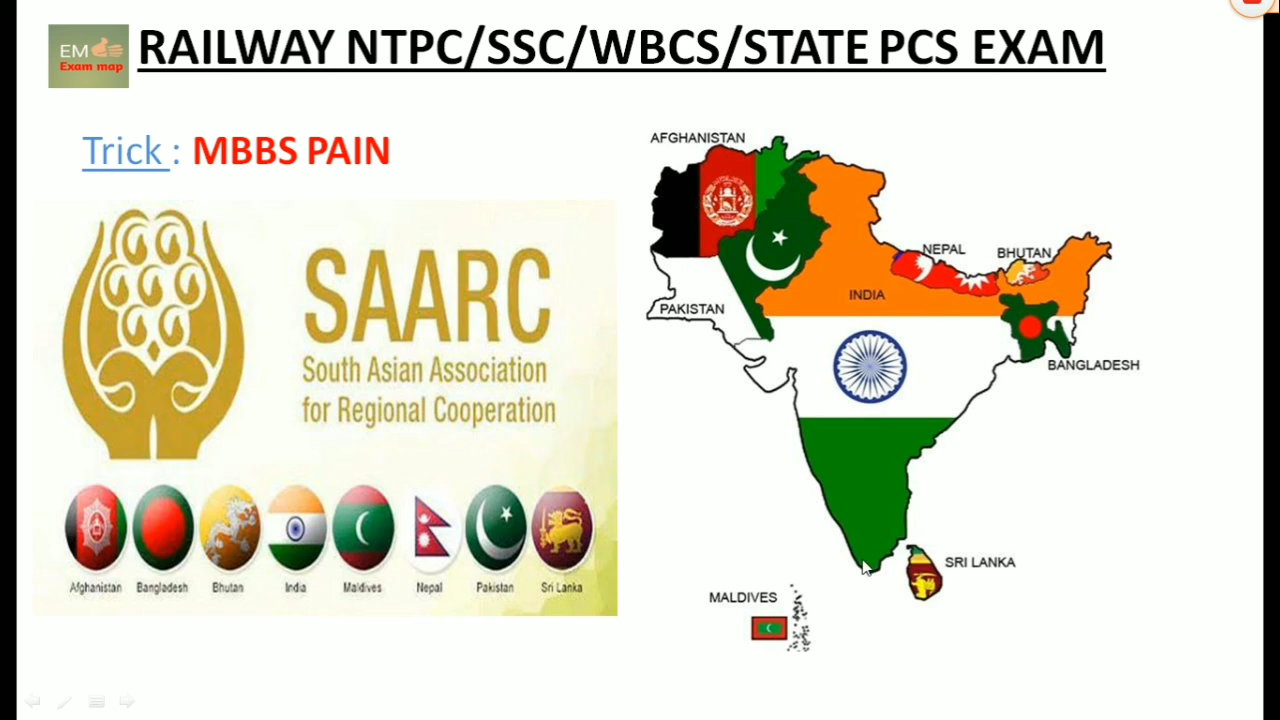 EM
Exam map
RAILWAY NTPC/SSC/WBCS/STATE PCS EXAM
Trick : MBBS PAIN
SAARC
South Asian Association
for Regional Cooperation
Afghanistan Bangladesh Bhutan India Maldives Nepal Pakistan Sri Lanka
AFGHANISTAN
NEPAL
BHUTAN
INDIA
PAKISTAN
BANGLADESH
SRI LANKA
MALDIVES